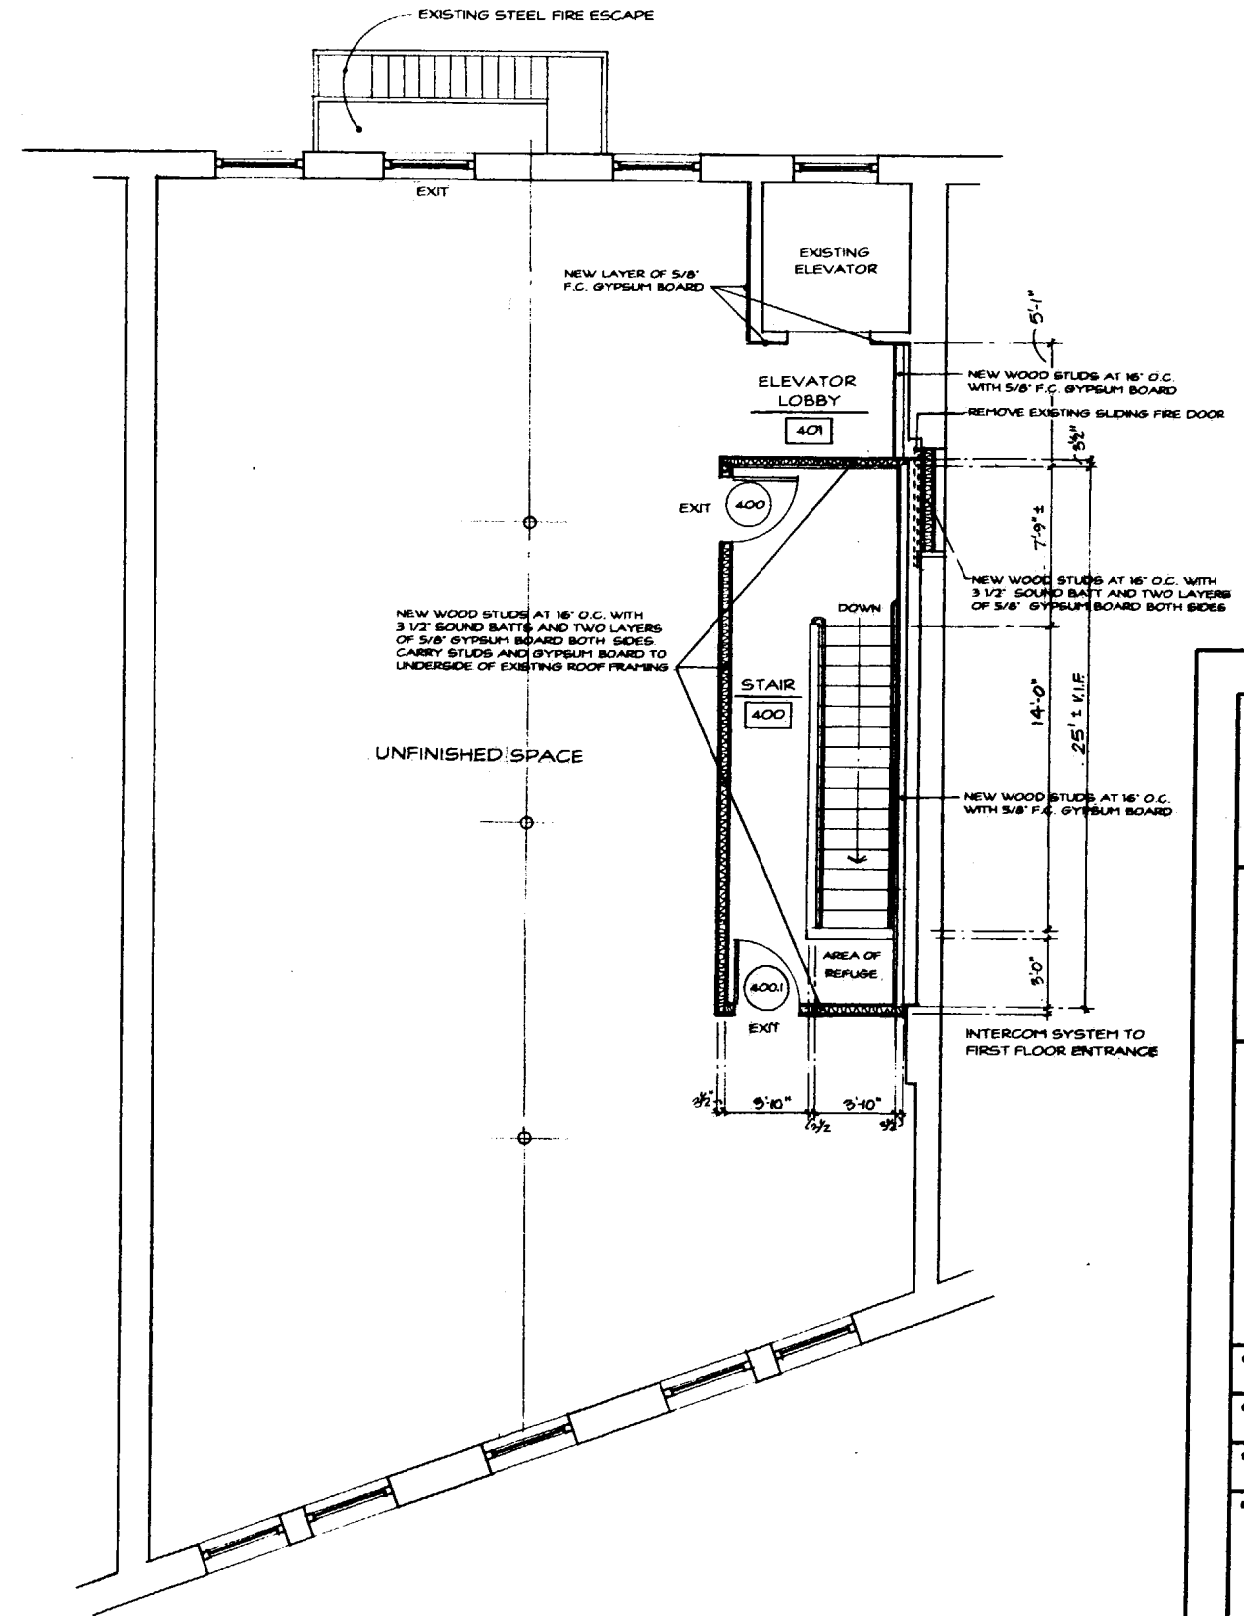 EXISTING STEEL FIRE ESCAPE
EXIT
EXISTING
ELEVATOR
NEW LAYER OF 5/8"
F.C. GYPSUM BOARD
5'-1"
NEW WOOD STUDS AT 16" O.C.
WITH 5/8" F.C. GYPSUM BOARD
ELEVATOR
LOBBY
401
REMOVE EXISTING SLIDING FIRE DOOR
3½"
EXIT
400
7'-9" ±
NEW WOOD STUDS AT 16" O.C. WITH
3 1/2" SOUND BATT AND TWO LAYERS
OF 5/8" GYPSUM BOARD BOTH SIDES
NEW WOOD STUDS AT 16" O.C. WITH
3 1/2" SOUND BATTS AND TWO LAYERS
OF 5/8" GYPSUM BOARD BOTH SIDES.
CARRY STUDS AND GYPSUM BOARD TO
UNDERSIDE OF EXISTING ROOF FRAMING
DOWN
STAIR
400
14'-0"
25' ± V.I.F.
UNFINISHED SPACE
NEW WOOD STUDS AT 16" O.C.
WITH 5/8" F.C. GYPSUM BOARD
AREA OF
REFUGE
3'-0"
400.1
EXIT
INTERCOM SYSTEM TO
FIRST FLOOR ENTRANCE
3½"
3'-10"
3½
3'-10"
3½"